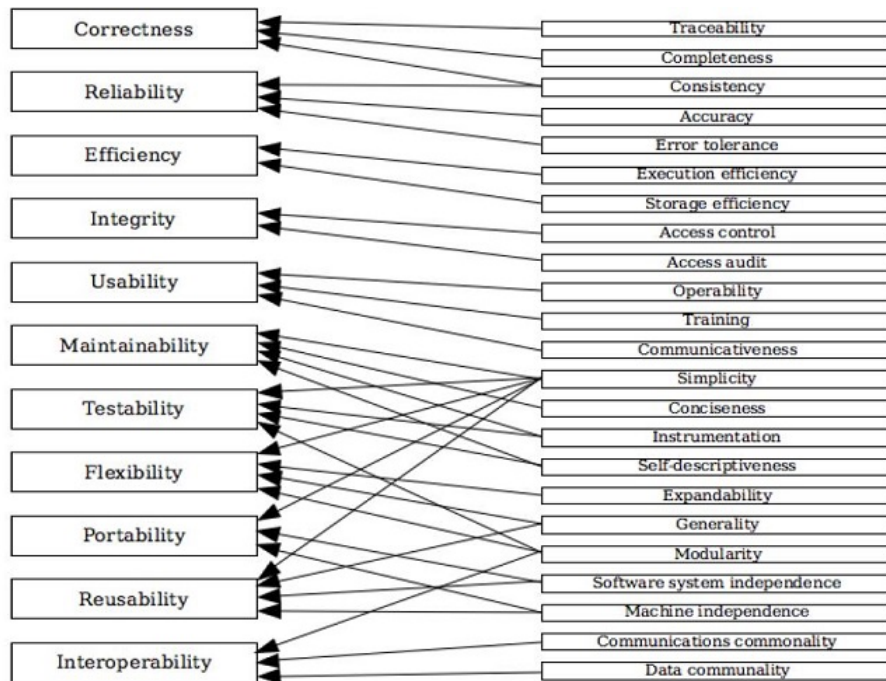 Correctness
Reliability
Efficiency
Integrity
Usability
Maintainability
Testability
Flexibility
Portability
Reusability
Interoperability
Traceability
Completeness
Consistency
Accuracy
Error tolerance
Execution efficiency
Storage efficiency
Access control
Access audit
Operability
Training
Communicativeness
Simplicity
Conciseness
Instrumentation
Self-descriptiveness
Expandability
Generality
Modularity
Software system independence
Machine independence
Communications commonality
Data communality